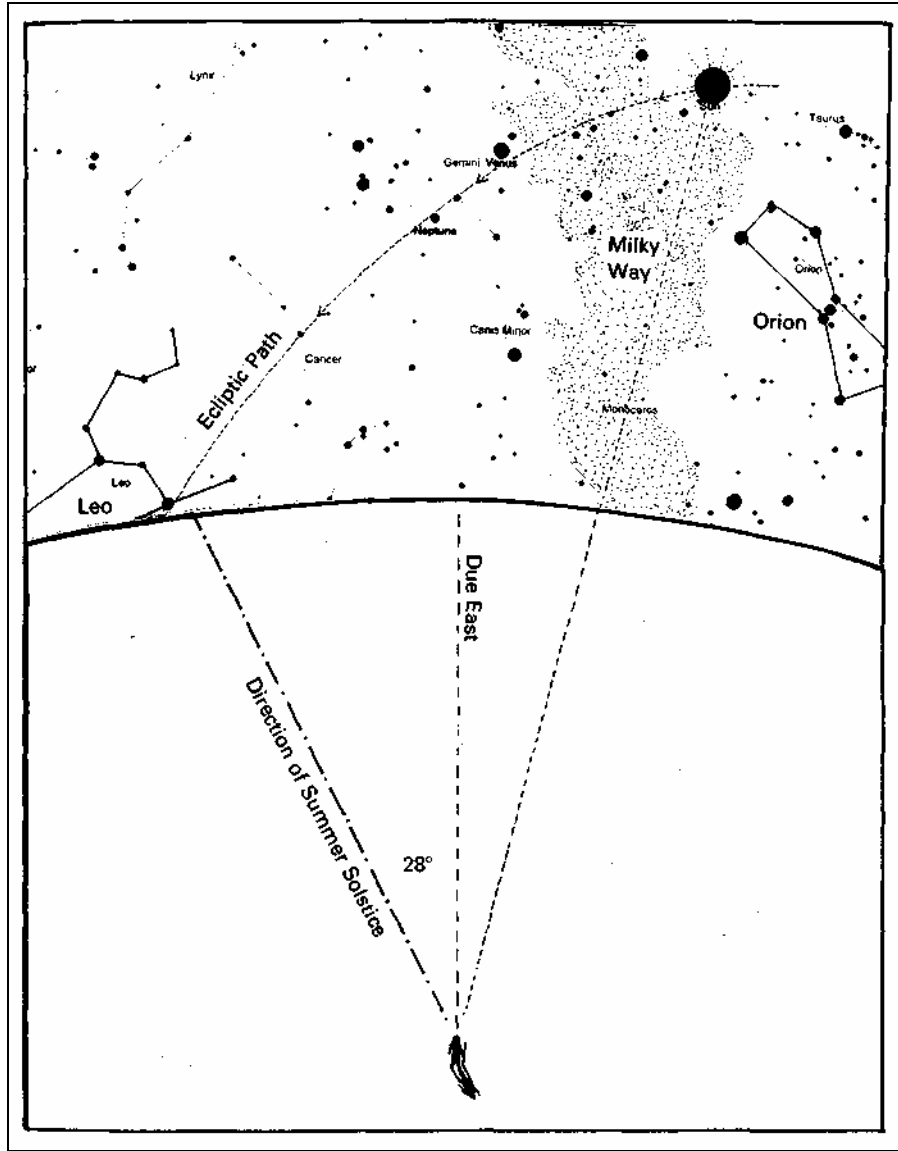 Lynx
Sun
Taurus
Gemini Venus
Neptune
Milky
Way
Orion
Orion
Canis Minor
Ecliptic Path
Cancer
or
Monoceros
Leo
Leo
Due East
Direction of Summer Solstice
28°